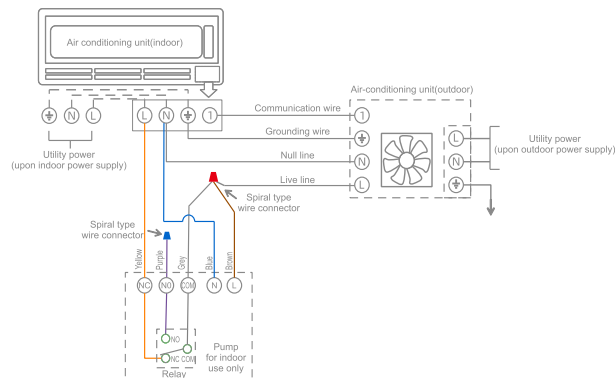 Air conditioning unit(indoor)
Air-conditioning unit(outdoor)
N L L N 1
Communication wire 1
Grounding wire
Utility power
(upon indoor power supply)
L
Utility power
(upon outdoor power supply)
Null line N N
Live line L
Spiral type
wire connector
Spiral type
wire connector
Yellow Purple Grey Blue Brown
NC NO COM N L
NO
Pump
for indoor
use only
NC COM
Relay